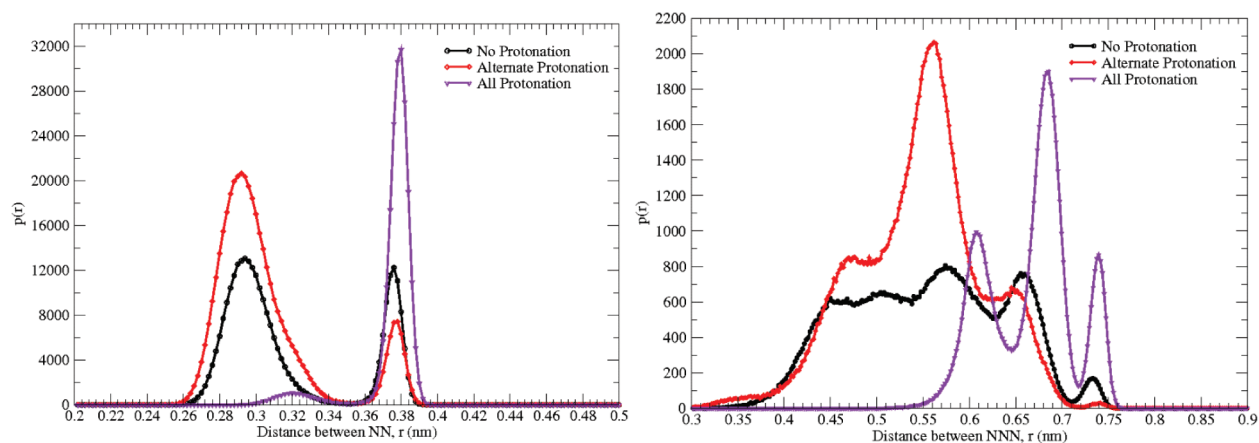 32000
28000
24000
20000
16000
12000
8000
4000
0
p(r)
No Protonation
Alternate Protonation
All Protonation
0.2 0.22 0.24 0.26 0.28 0.3 0.32 0.34 0.36 0.38 0.4 0.42 0.44 0.46 0.48 0.5
Distance between NN, r (nm)
2200
2000
1800
1600
1400
1200
1000
800
600
400
200
0
p(r)
No Protonation
Alternate Protonation
All Protonation
0.3 0.35 0.4 0.45 0.5 0.55 0.6 0.65 0.7 0.75 0.8 0.85 0.9
Distance between NNN, r (nm)